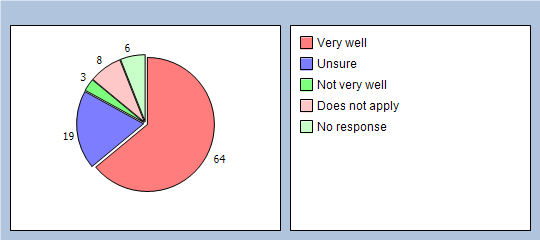 6
8
3
19
64
Very well
Unsure
Not very well
Does not apply
No response